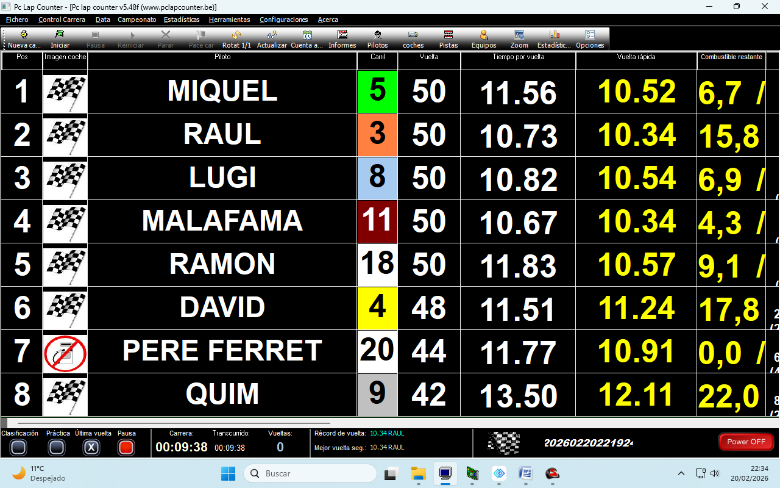 Pc Lap Counter - [Pc lap counter v5.48f (www.pclapcounter.be)]
Fichero Control Carrera Data Campeonato Estadísticas Herramientas Configuraciones Acerca
Nueva ca... Iniciar Pausa Reiniciar Parar Pace car Rotat 1/1 Actualizar Cuenta a... Informes Pilotos coches Pistas Equipos Zoom Estadístic... Opciones
Pos Imagen coche Piloto Carril Vuelta Tiempo por vuelta Vuelta rápida Combustible restante
1 MIQUEL 5 50 11.56 10.52 6,7 /
2 RAUL 3 50 10.73 10.34 15,8
3 LUGI 8 50 10.82 10.54 6,9 /
4 MALAFAMA 11 50 10.67 10.34 4,3 /
5 RAMON 18 50 11.83 10.57 9,1 /
6 DAVID 4 48 11.51 11.24 17,8
7 PERE FERRET 20 44 11.77 10.91 0,0 /
8 QUIM 9 42 13.50 12.11 22,0
Clasificación Práctica Última vuelta Pausa Carrera: Transcurrido: Vueltas: Récord de vuelta: 10.34 RAUL
X 00:09:38 00:09:38 0 Mejor vuelta seg.: 10.34 RAUL
20260220221924 Power OFF
11°C
Despejado
Buscar
22:34
20/02/2026